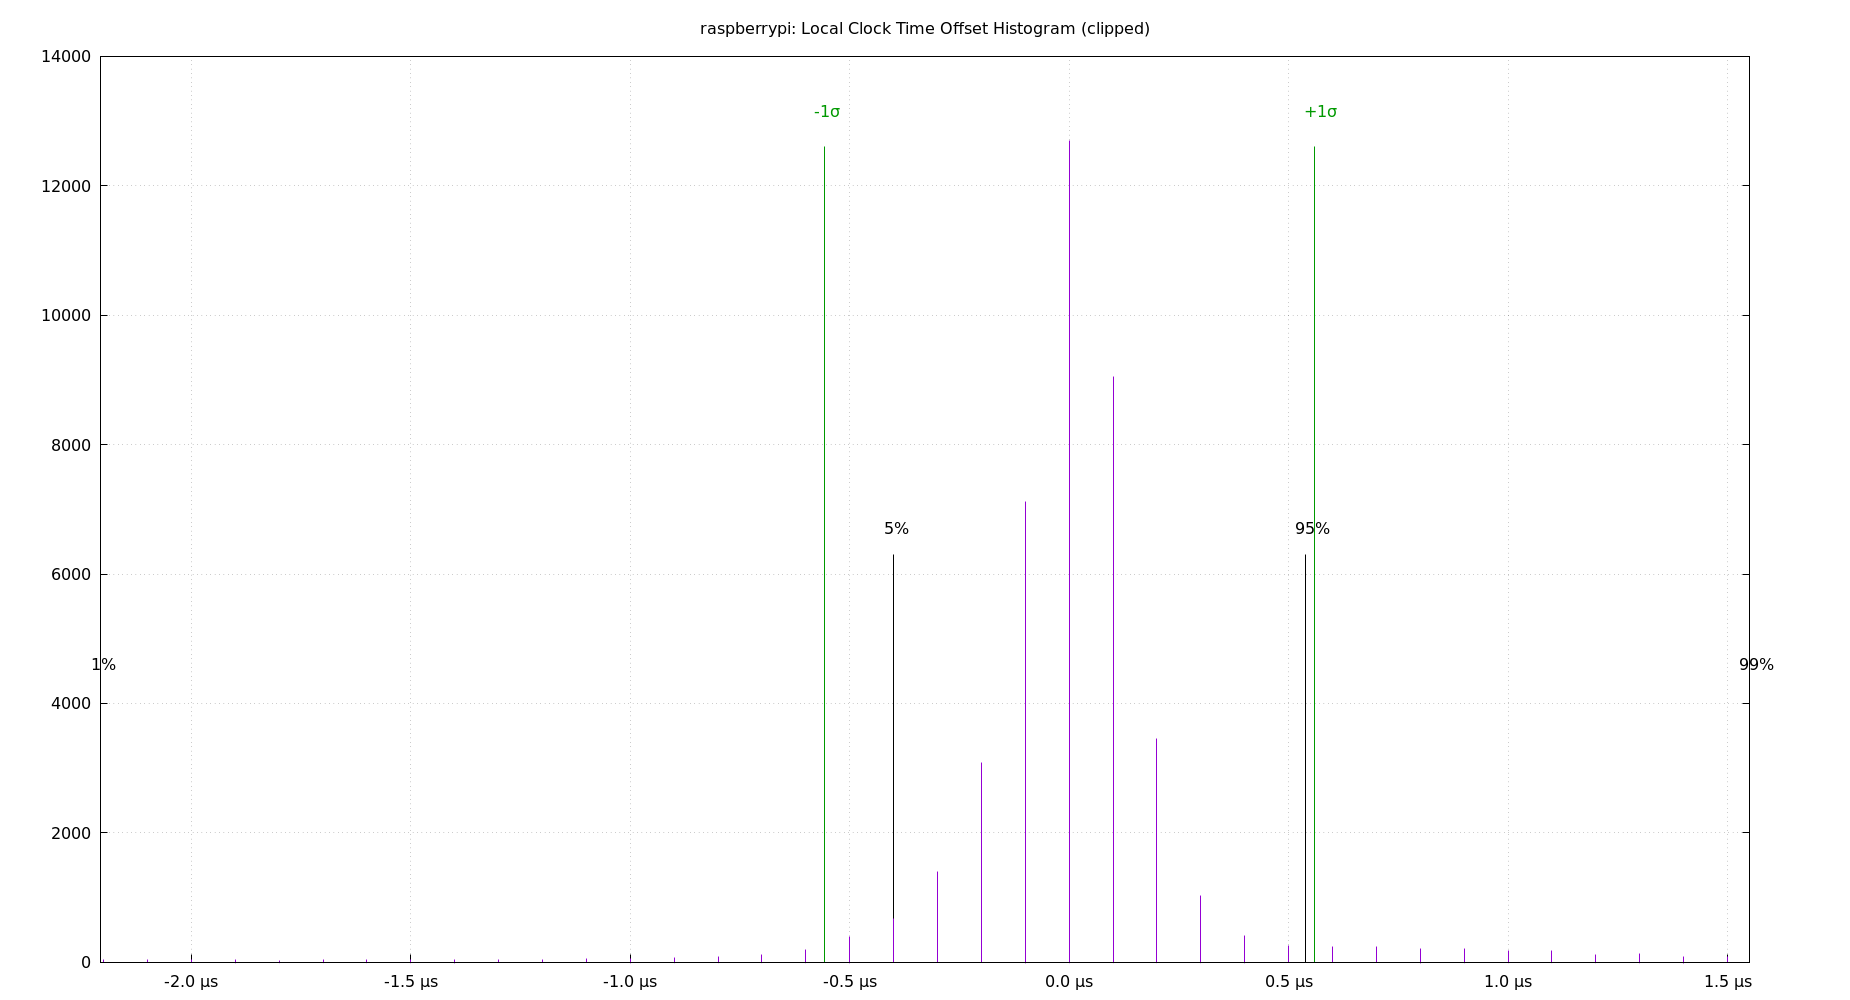 raspberrypi: Local Clock Time Offset Histogram (clipped)
14000
-1σ
+1σ
12000
10000
8000
5%
95%
6000
1%
99%
4000
2000
0
-2.0 µs
-1.5 µs
-1.0 µs
-0.5 µs
0.0 µs
0.5 µs
1.0 µs
1.5 µs